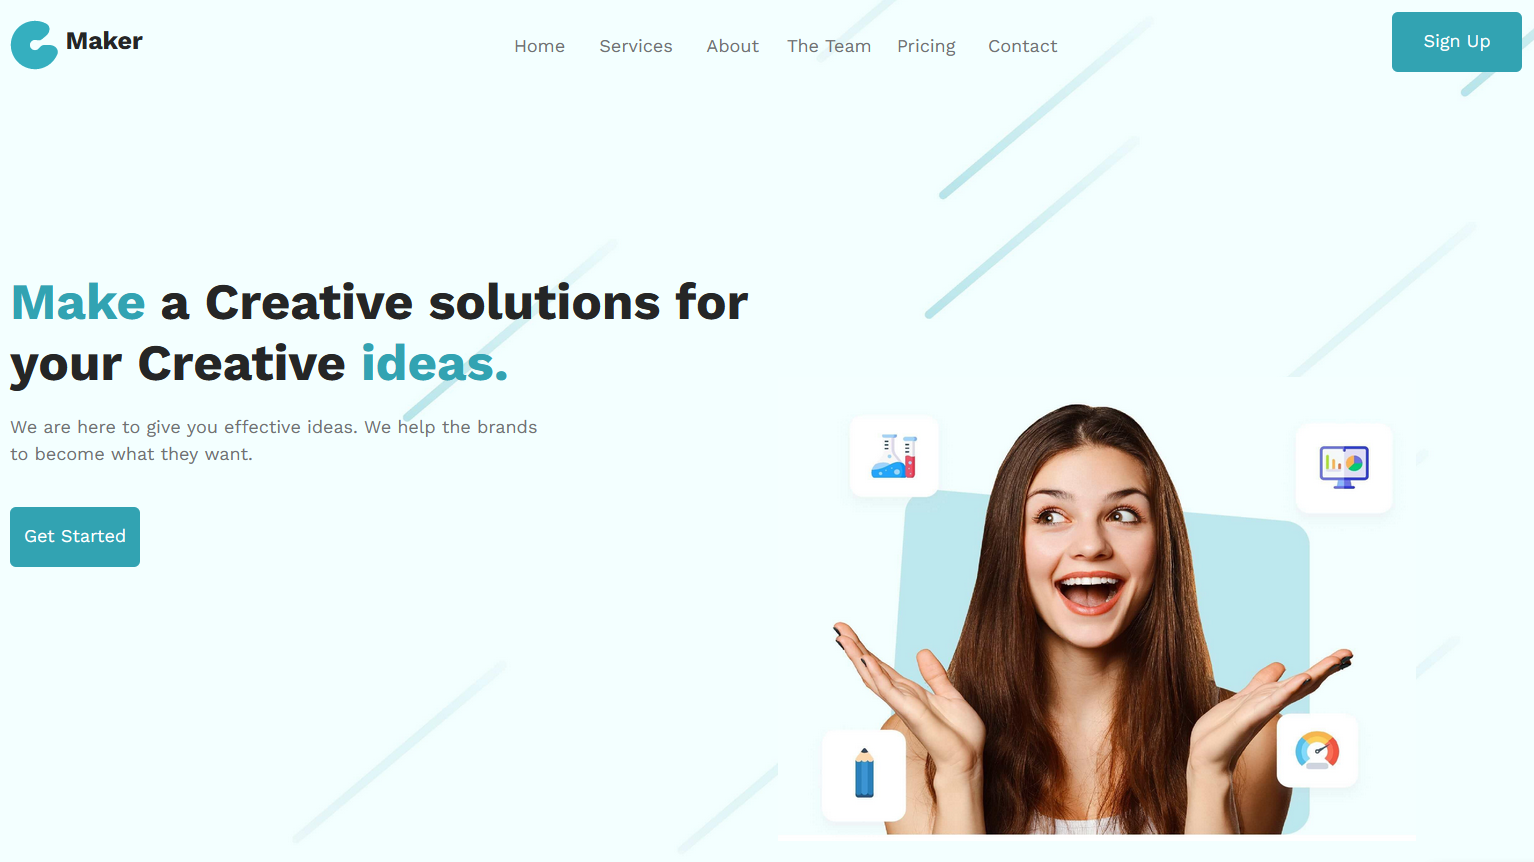 Maker
Home Services About The Team Pricing Contact
Sign Up
Make a Creative solutions for
your Creative ideas.
We are here to give you effective ideas. We help the brands
to become what they want.
Get Started